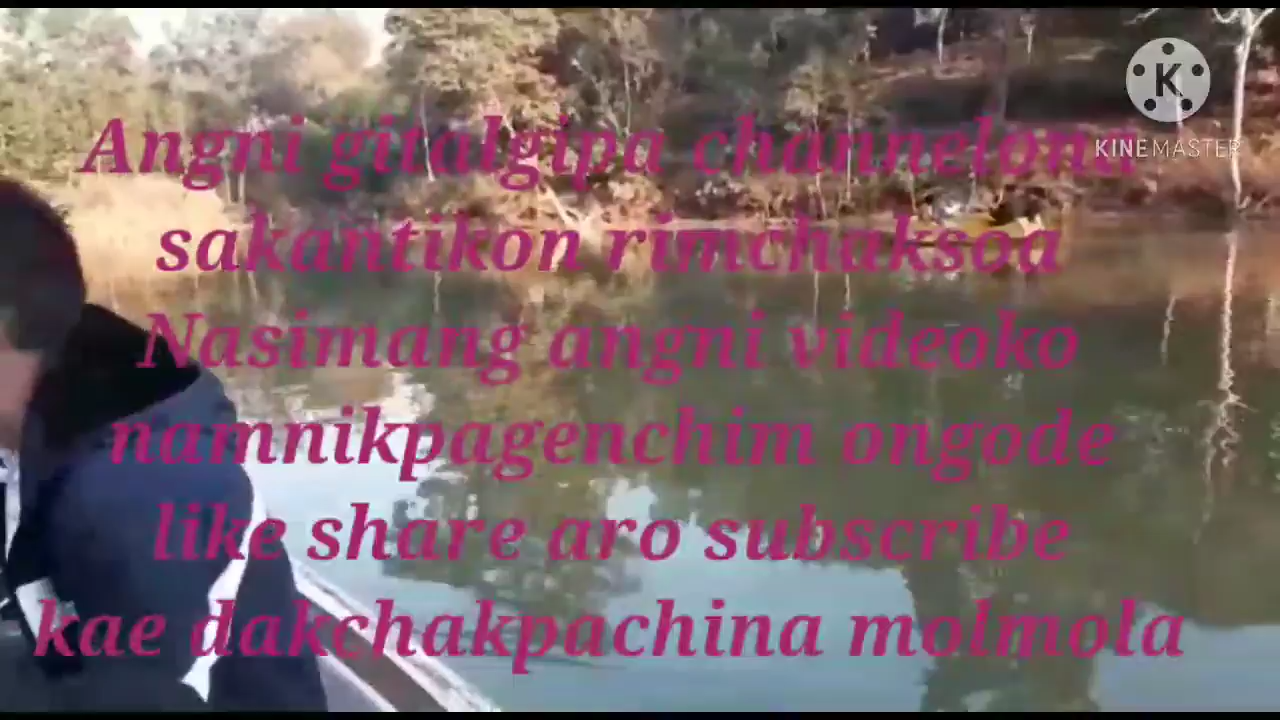 K
KINEMASTER
Angni gitalgipa channelona
sakantikon rimchaksoa
Nasimang angni videoko
namnikpagenchim ongode
like share aro subscribe
kae dakchakpachina molmola